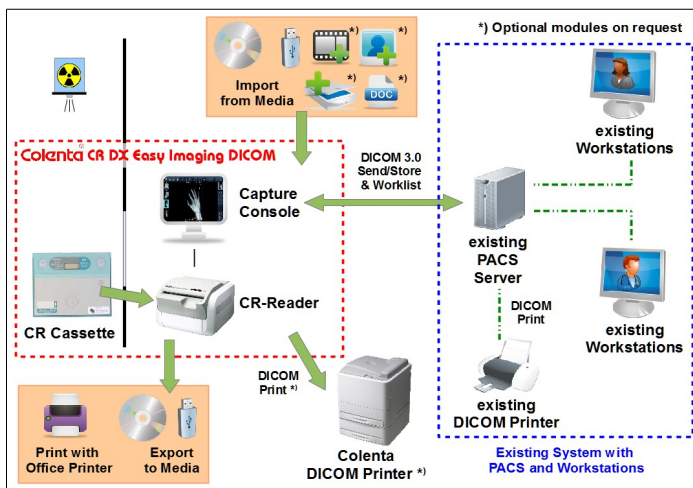 *) Optional modules on request
*)
*)
Import
from Media
*)
DOC
*)
Colenta® CR DX Easy Imaging DICOM
Capture
Console
CR-Reader
CR Cassette
DICOM 3.0
Send/Store
& Worklist
existing
Workstations
existing
PACS
Server
existing
Workstations
DICOM
Print
existing
DICOM Printer
DICOM
Print *)
Print with
Office Printer
Export
to Media
Colenta
DICOM Printer *)
Existing System with
PACS and Workstations